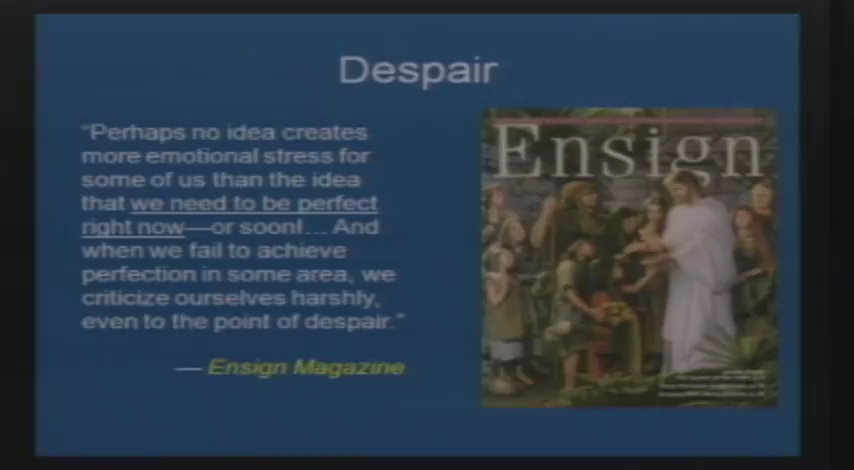 Despair
"Perhaps no idea creates
more emotional stress for
some of us than the idea
that we need to be perfect
right now—or soon!... And
when we fail to achieve
perfection in some area, we
criticize ourselves harshly,
even to the point of despair."
— Ensign Magazine
Ensign